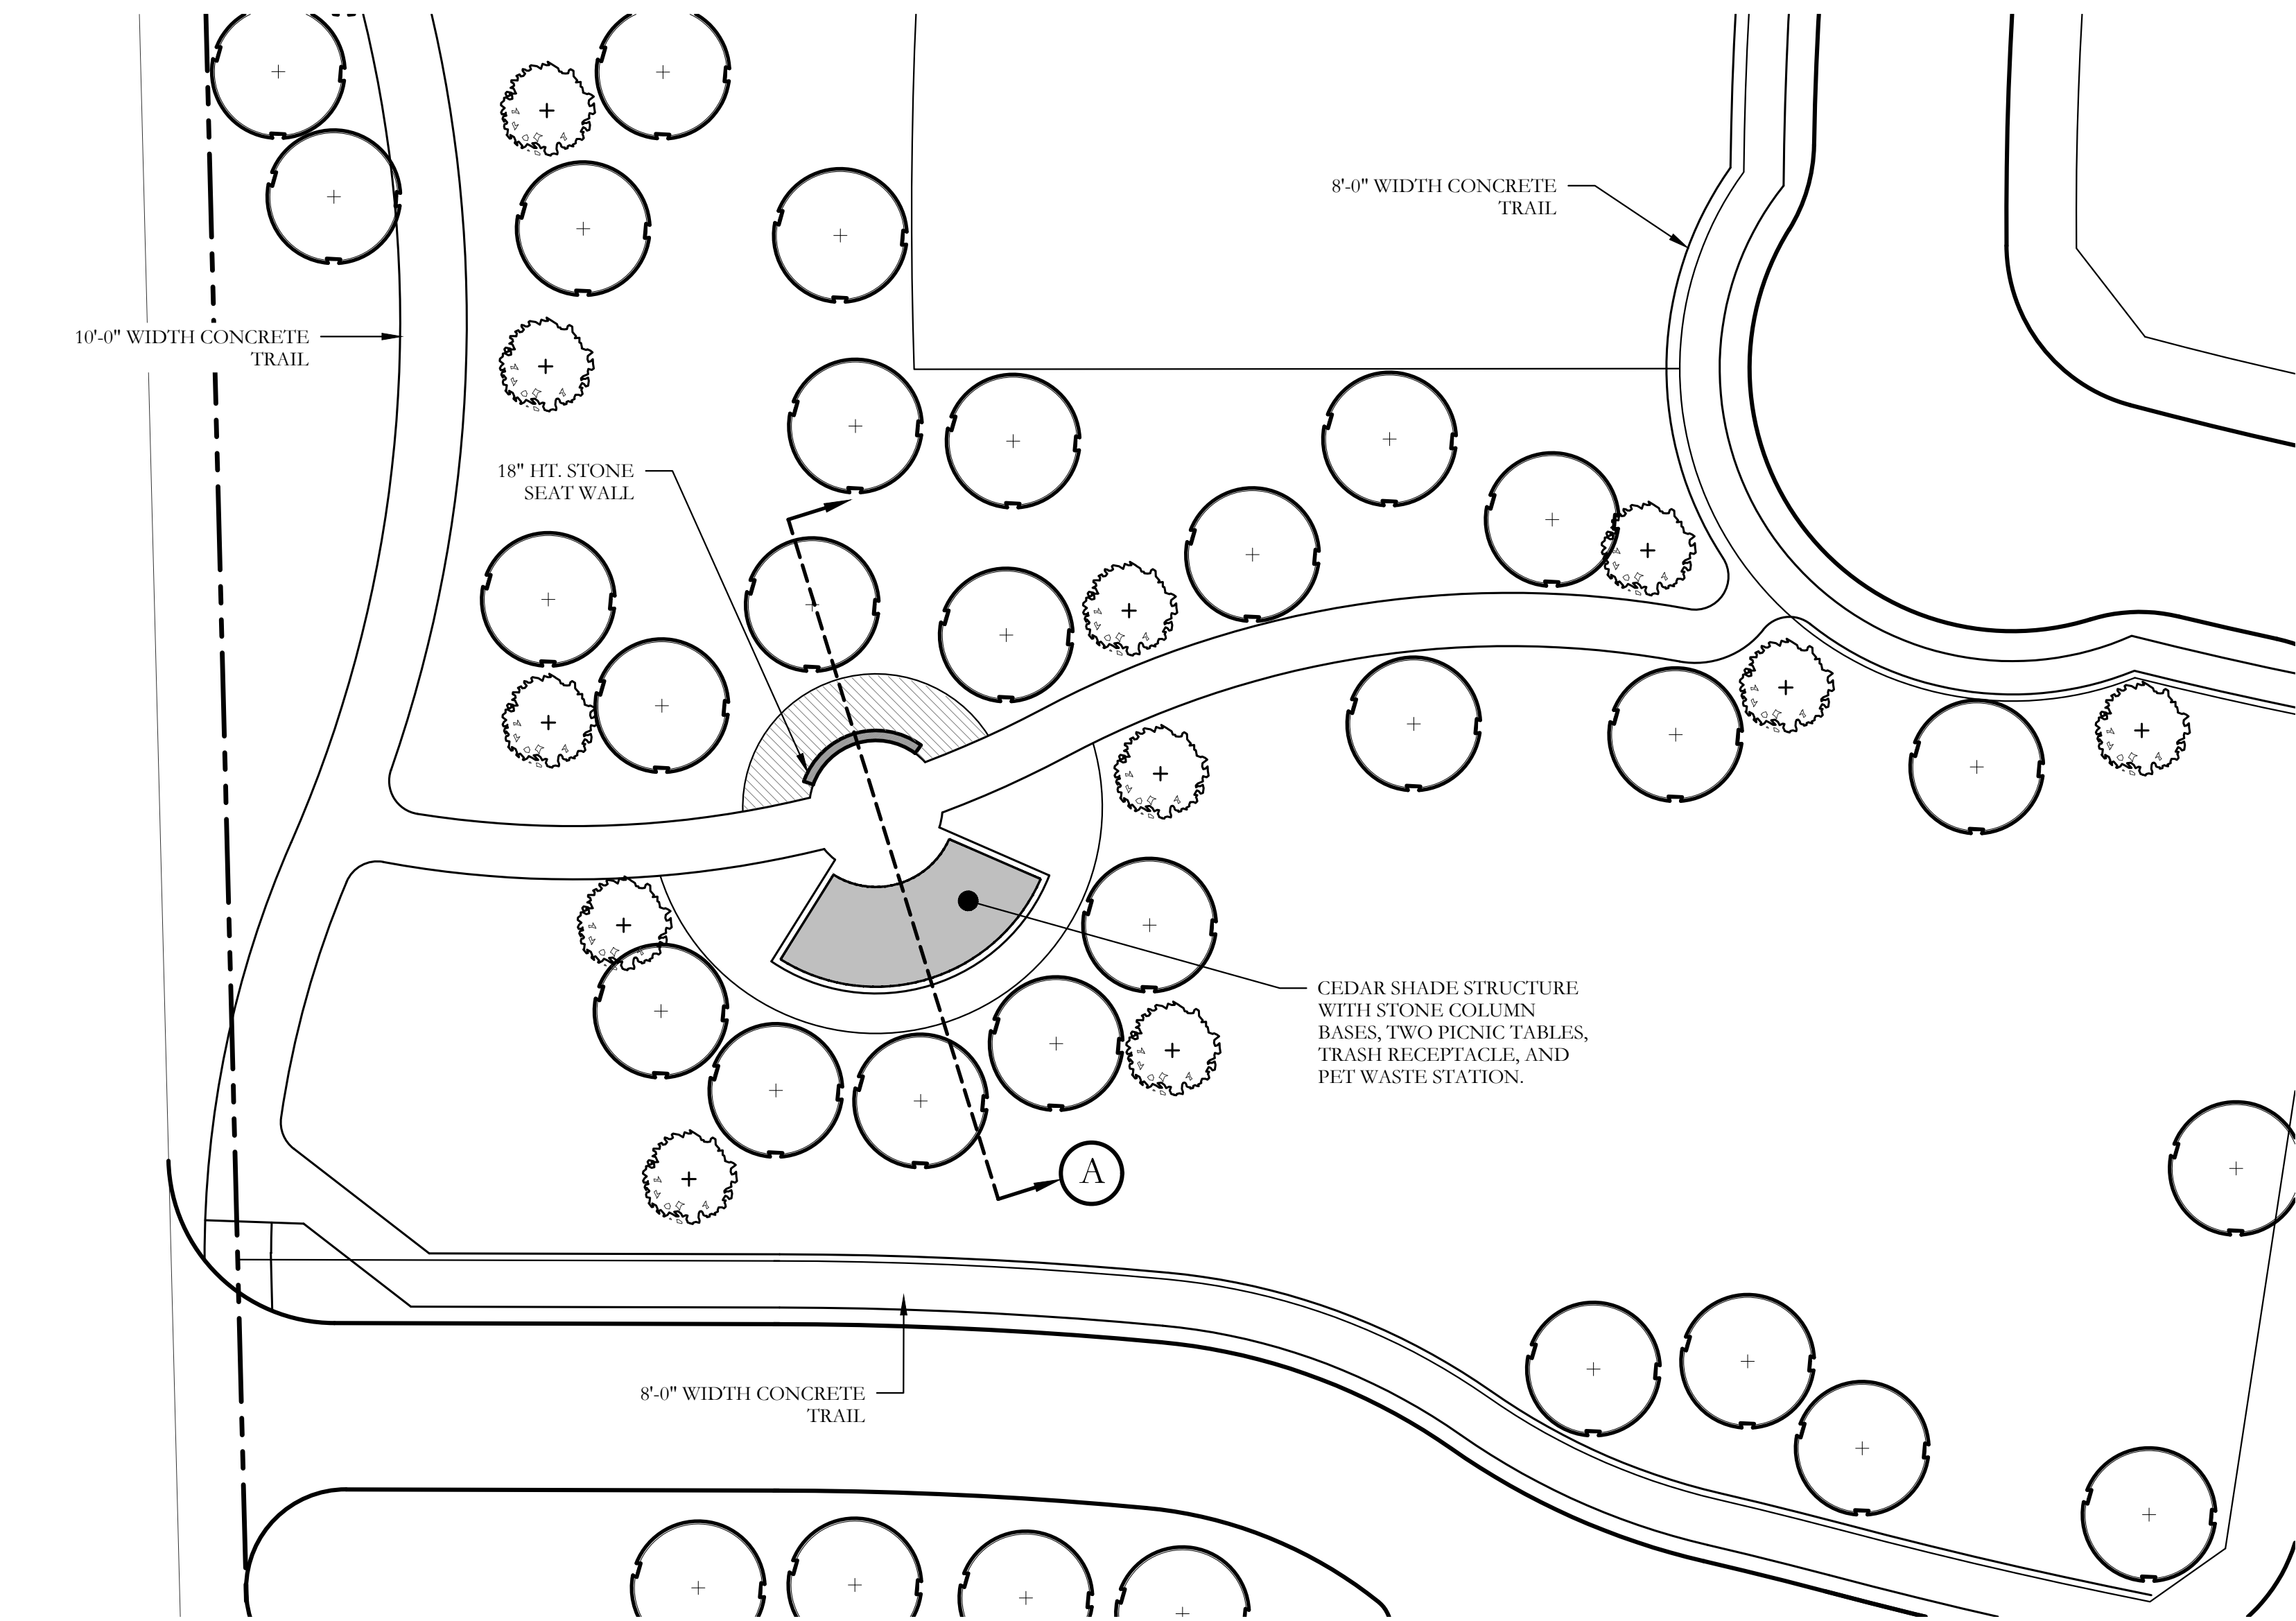 8'-0" WIDTH CONCRETE
TRAIL
10'-0" WIDTH CONCRETE
TRAIL
18" HT. STONE
SEAT WALL
CEDAR SHADE STRUCTURE
WITH STONE COLUMN
BASES, TWO PICNIC TABLES,
TRASH RECEPTACLE, AND
PET WASTE STATION.
A
8'-0" WIDTH CONCRETE
TRAIL